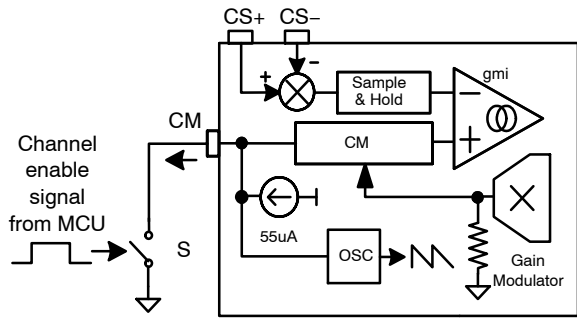 CS+ CS−
+
−
Sample
& Hold
gmi
−
+
CM
CM
Channel
enable
signal
from MCU
S
55uA
OSC
Gain
Modulator